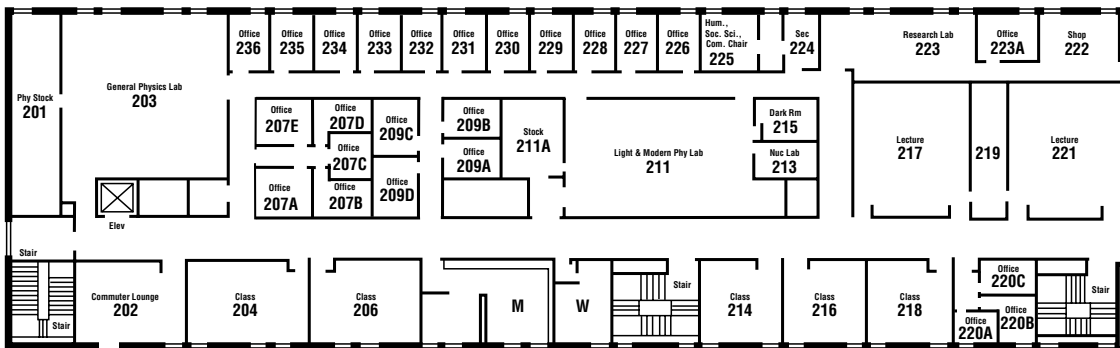 Office
236
Office
235
Office
234
Office
233
Office
232
Office
231
Office
230
Office
229
Office
228
Office
227
Office
226
Hum.,
Soc. Sci.,
Com. Chair
225
Sec
224
Research Lab
223
Office
223A
Shop
222
Phy Stock
201
General Physics Lab
203
Office
207E
Office
207D
Office
209C
Office
207C
Office
207A
Office
207B
Office
209D
Office
209B
Office
209A
Stock
211A
Light & Modern Phy Lab
211
Dark Rm
215
Nuc Lab
213
Lecture
217
219
Lecture
221
Elev
Stair
Stair
Commuter Lounge
202
Class
204
Class
206
M
W
Stair
Class
214
Class
216
Class
218
Office
220C
Office
220B
Office
220A
Stair